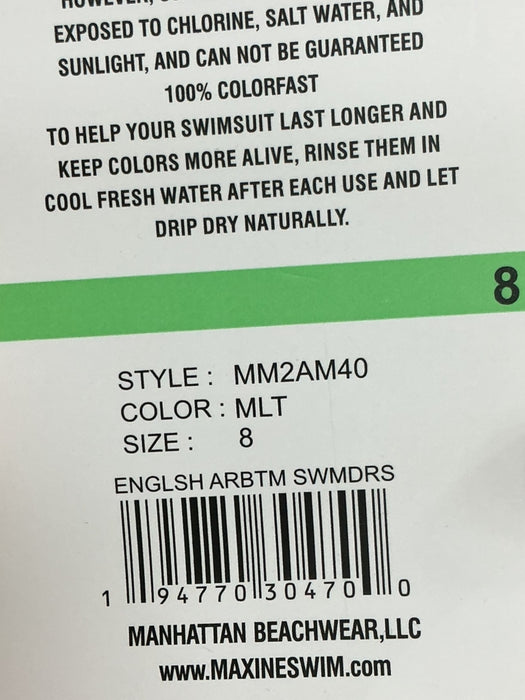 HOWEVER,
EXPOSED TO CHLORINE, SALT WATER, AND
SUNLIGHT, AND CAN NOT BE GUARANTEED
100% COLORFAST
TO HELP YOUR SWIMSUIT LAST LONGER AND
KEEP COLORS MORE ALIVE, RINSE THEM IN
COOL FRESH WATER AFTER EACH USE AND LET
DRIP DRY NATURALLY.
8
STYLE : MM2AM40
COLOR : MLT
SIZE : 8
ENGLSH ARBTM SWMDRS
1 94770 30470 0
MANHATTAN BEACHWEAR,LLC
www.MAXINESWIM.com